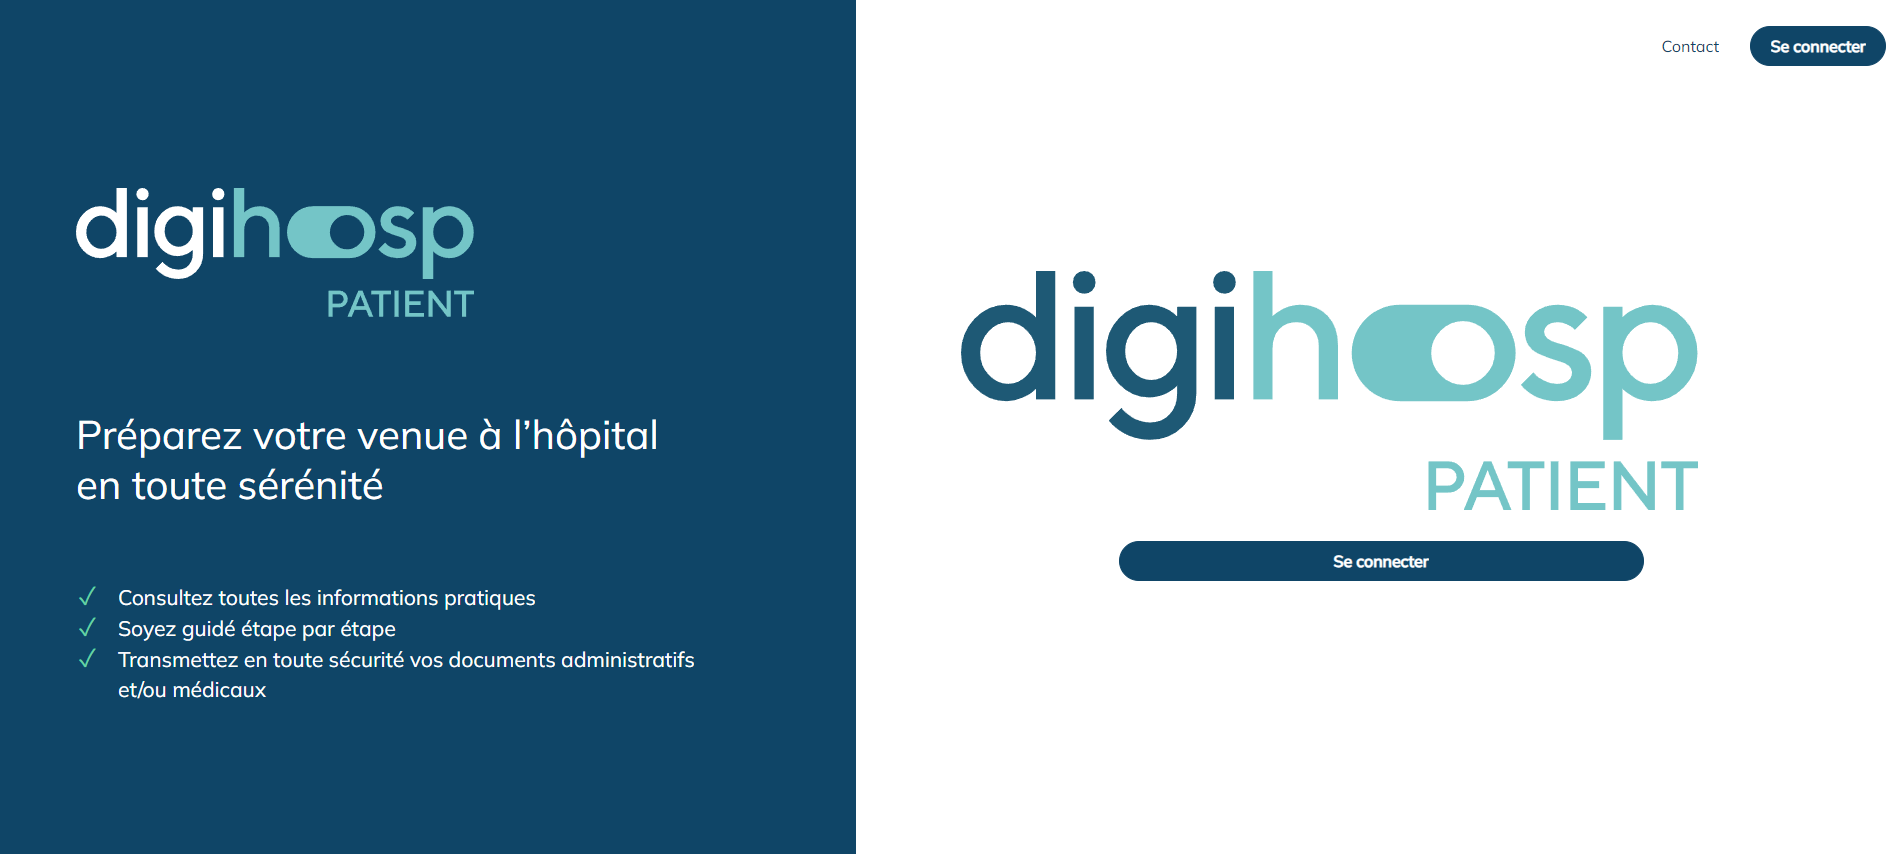 digihosp
PATIENT
Préparez votre venue à l’hôpital
en toute sérénité
✓ Consultez toutes les informations pratiques
✓ Soyez guidé étape par étape
✓ Transmettez en toute sécurité vos documents administratifs
et/ou médicaux
Contact
Se connecter
digihosp
PATIENT
Se connecter